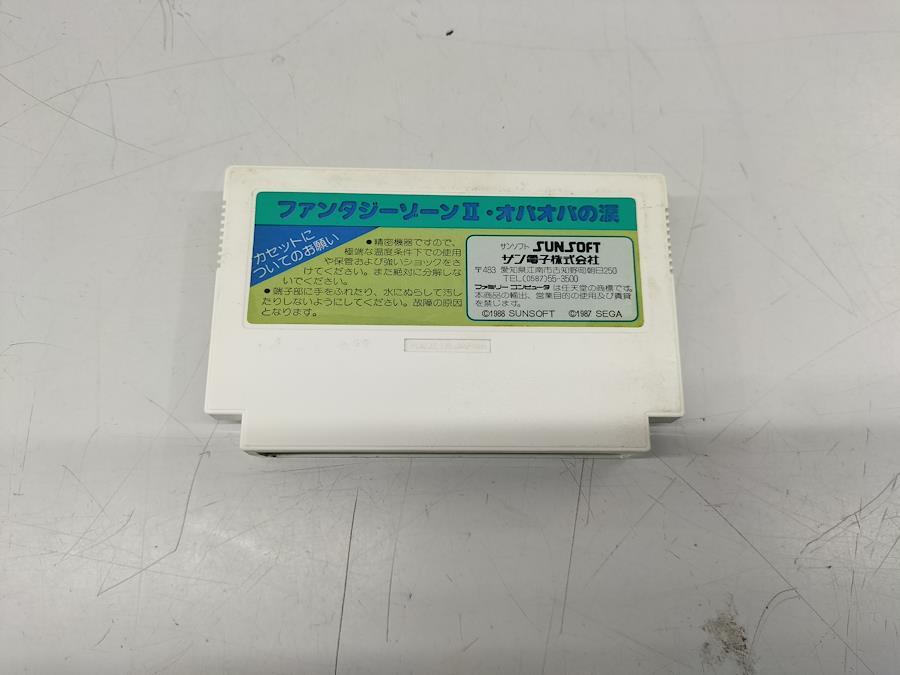 ファンタジーゾーンII・オパオパの涙
カセットに
ついてのお願い
●精密機器ですので、
極端な温度条件下での使用
や保管および強いショックをさ
けてください。また絶対に分解しな
いでください。
●端子部に手をふれたり、水にぬらして汚し
たりしないようにしてください。故障の原因
となります。
サンソフト SUNSOFT
サン電子株式会社
〒483 愛知県江南市古知野町朝日250
TEL(0587)55-3500
ファミリーコンピュータ は任天堂の商標です。
本商品の輸出、営業目的の使用及び賃貸
を禁じます。
©1988 SUNSOFT ©1987 SEGA
MADE IN JAPAN